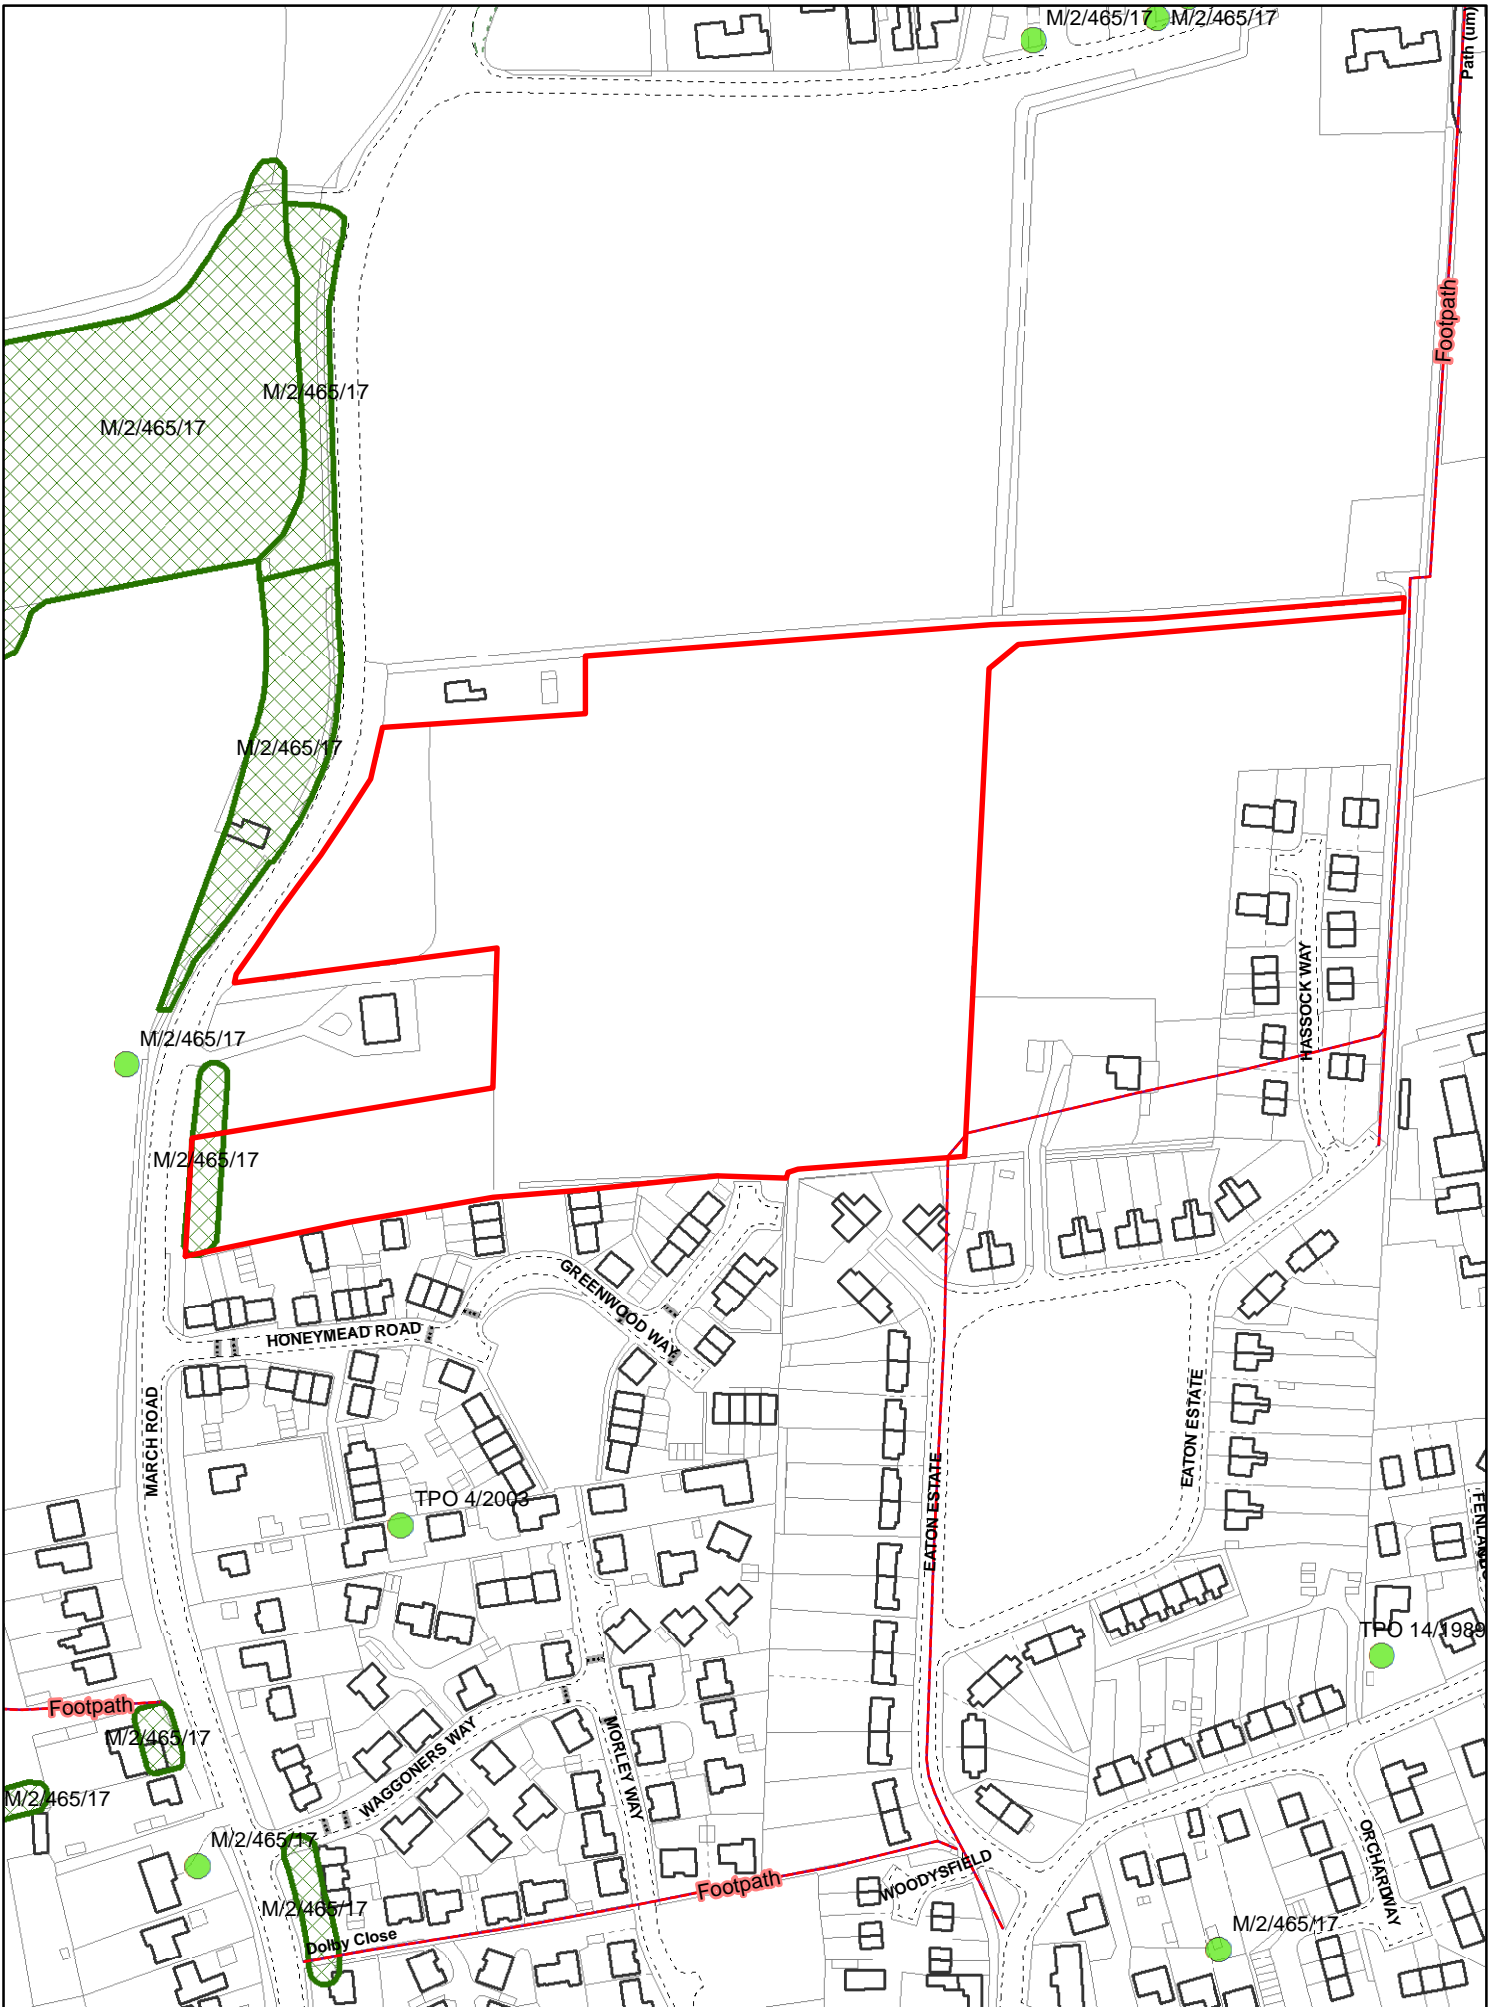 M/2/465/17
M/2/465/17
Path (um)
Footpath
M/2/465/17
M/2/465/17
M/2/465/17
M/2/465/17
M/2/465/17
HASSOCK WAY
GREENWOOD WAY
HONEYMEAD ROAD
MARCH ROAD
EATON ESTATE
EATON ESTATE
TPO 4/2003
TPO 14/1989
Footpath
M/2/465/17
M/2/465/17
WAGGONERS WAY
MORLEY WAY
M/2/465/17
M/2/465/17
Dolby Close
Footpath
WOODYSFIELD
ORCHARDWAY
M/2/465/17